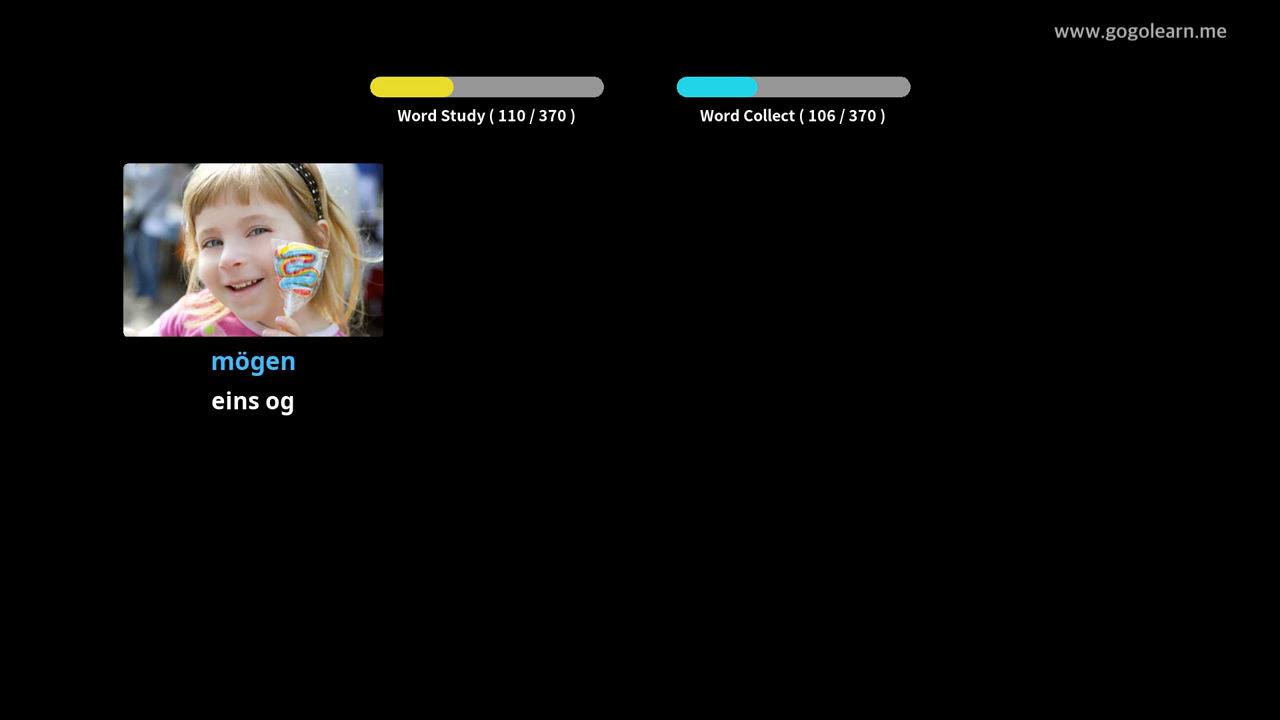 www.gogolearn.me
Word Study ( 110 / 370 )
Word Collect ( 106 / 370 )
mögen
eins og